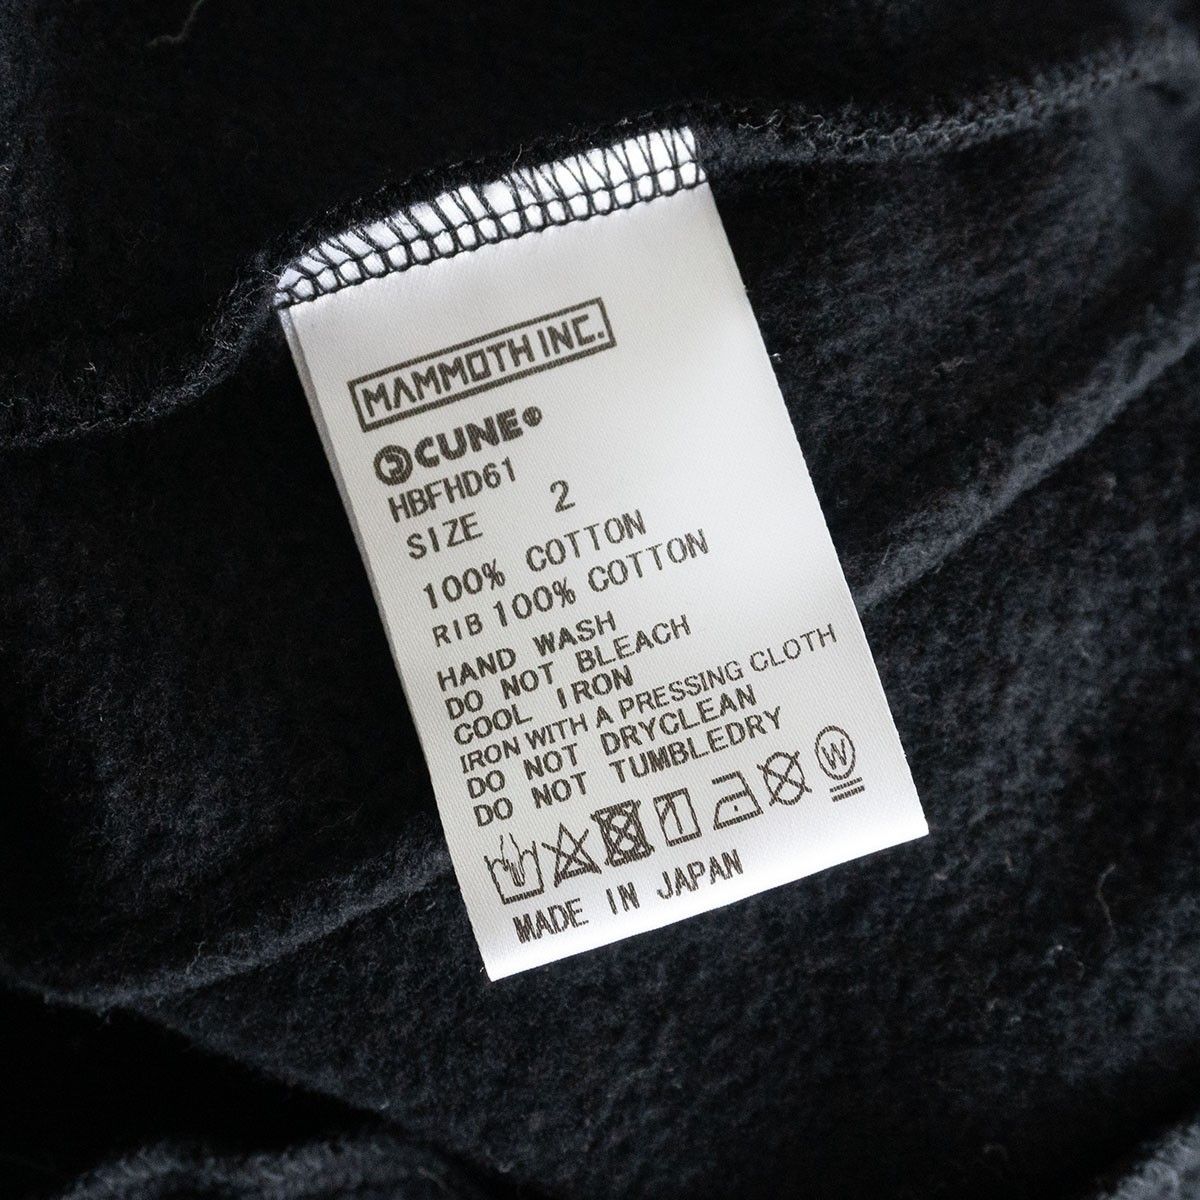 MAMMOTH INC.
CUNE®
HBFHD61
SIZE 2
100% COTTON
RIB 100% COTTON
HAND WASH
DO NOT BLEACH
COOL IRON
IRON WITH A PRESSING CLOTH
DO NOT DRYCLEAN
DO NOT TUMBLEDRY
W
MADE IN JAPAN